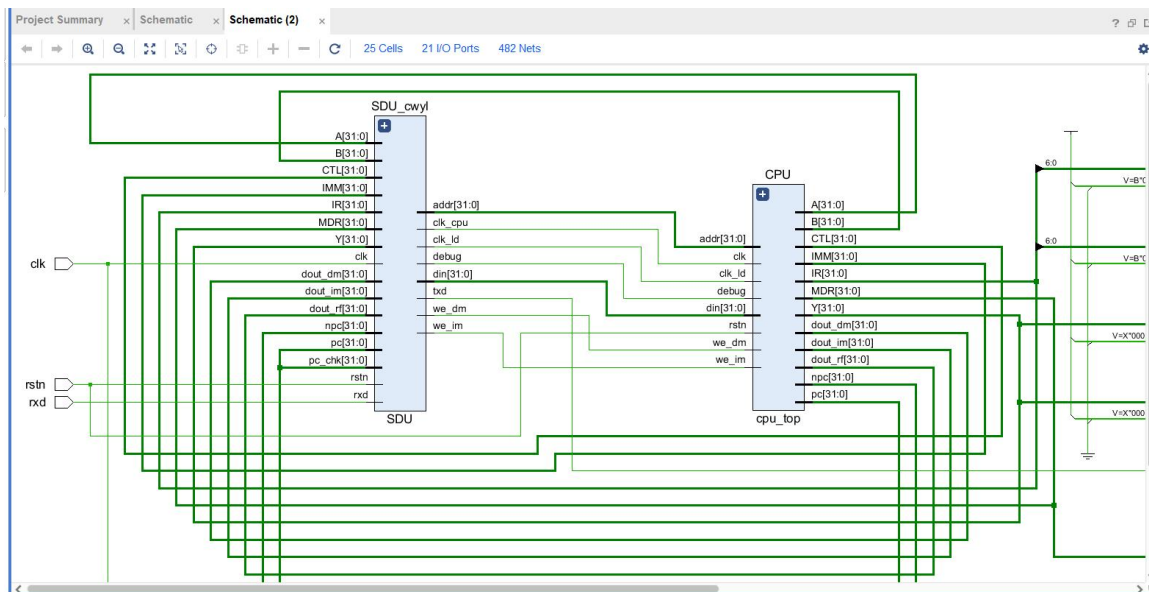 Project Summary
Schematic
Schematic (2)
25 Cells
21 I/O Ports
482 Nets
SDU_cwyl
A[31:0]
B[31:0]
CTL[31:0]
IMM[31:0]
IR[31:0]
MDR[31:0]
Y[31:0]
clk
dout_dm[31:0]
dout_im[31:0]
dout_rf[31:0]
npc[31:0]
pc[31:0]
pc_chk[31:0]
rstn
rxd
addr[31:0]
clk_cpu
clk_ld
debug
din[31:0]
txd
we_dm
we_im
SDU
clk
rstn
rxd
CPU
addr[31:0]
clk
clk_ld
debug
din[31:0]
rstn
we_dm
we_im
A[31:0]
B[31:0]
CTL[31:0]
IMM[31:0]
IR[31:0]
MDR[31:0]
Y[31:0]
dout_dm[31:0]
dout_im[31:0]
dout_rf[31:0]
npc[31:0]
pc[31:0]
cpu_top
6:0
V=B"0
6:0
V=B"0
V=X"000
V=X"000